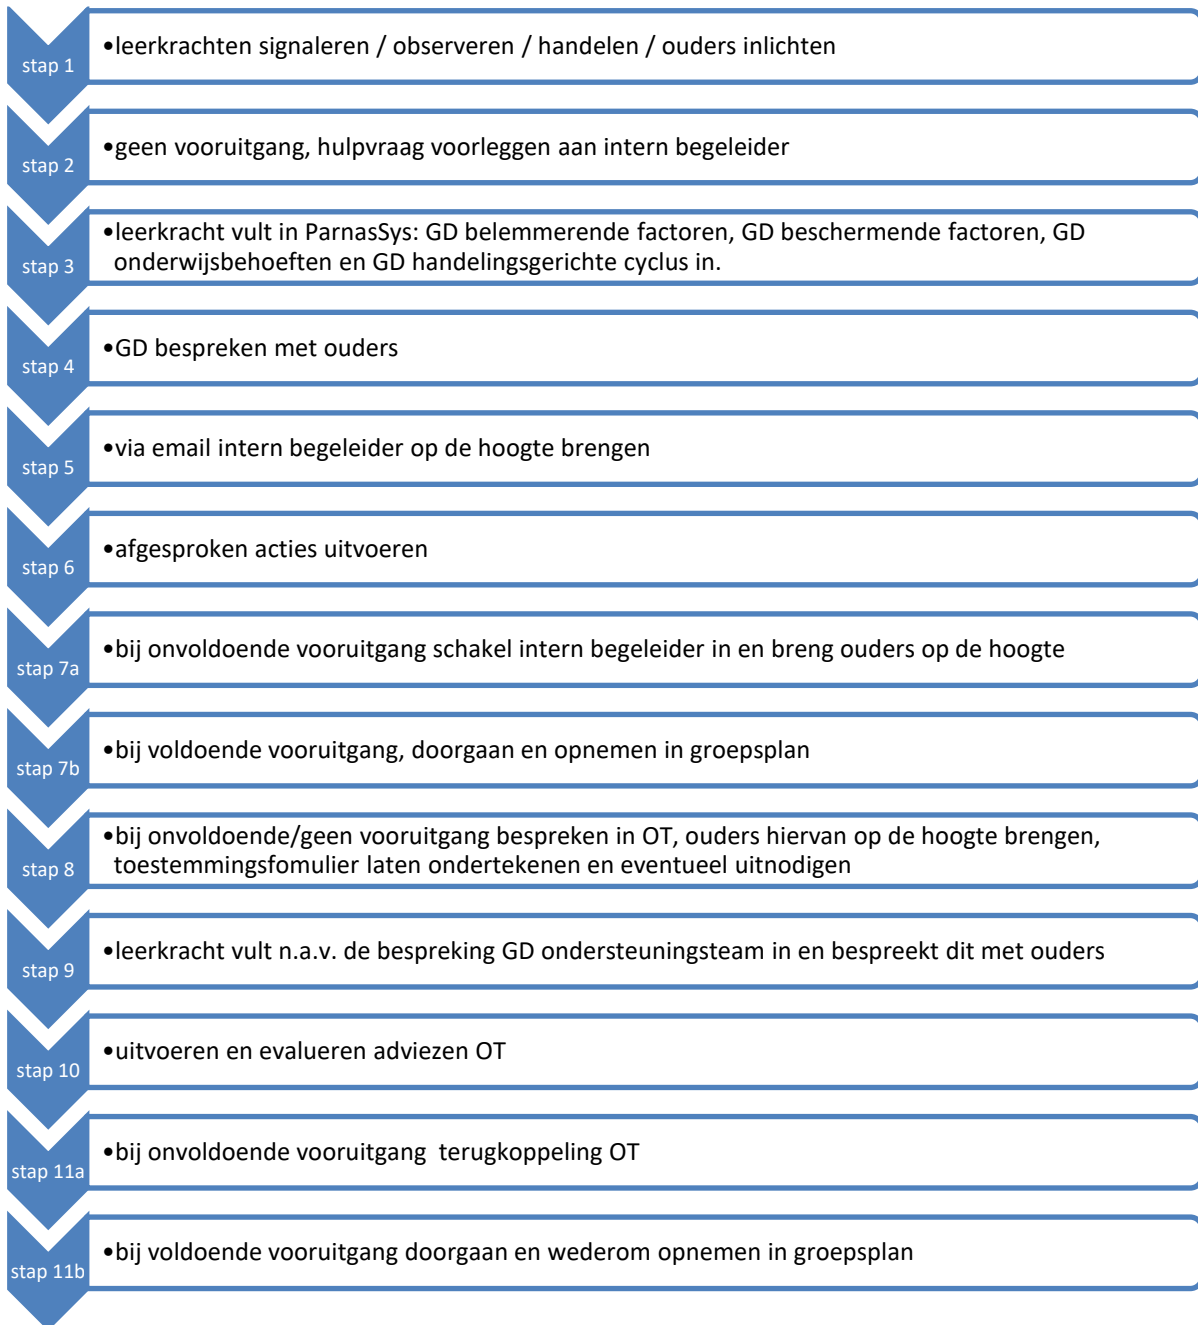 stap 1
•leerkrachten signaleren / observeren / handelen / ouders inlichten
stap 2
•geen vooruitgang, hulpvraag voorleggen aan intern begeleider
stap 3
•leerkracht vult in ParnasSys: GD belemmerende factoren, GD beschermende factoren, GD
onderwijsbehoeften en GD handelingsgerichte cyclus in.
stap 4
•GD bespreken met ouders
stap 5
•via email intern begeleider op de hoogte brengen
stap 6
•afgesproken acties uitvoeren
stap 7a
•bij onvoldoende vooruitgang schakel intern begeleider in en breng ouders op de hoogte
stap 7b
•bij voldoende vooruitgang, doorgaan en opnemen in groepsplan
stap 8
•bij onvoldoende/geen vooruitgang bespreken in OT, ouders hiervan op de hoogte brengen,
toestemmingsfomulier laten ondertekenen en eventueel uitnodigen
stap 9
•leerkracht vult n.a.v. de bespreking GD ondersteuningsteam in en bespreekt dit met ouders
stap 10
•uitvoeren en evalueren adviezen OT
stap 11a
•bij onvoldoende vooruitgang  terugkoppeling OT
stap 11b
•bij voldoende vooruitgang doorgaan en wederom opnemen in groepsplan